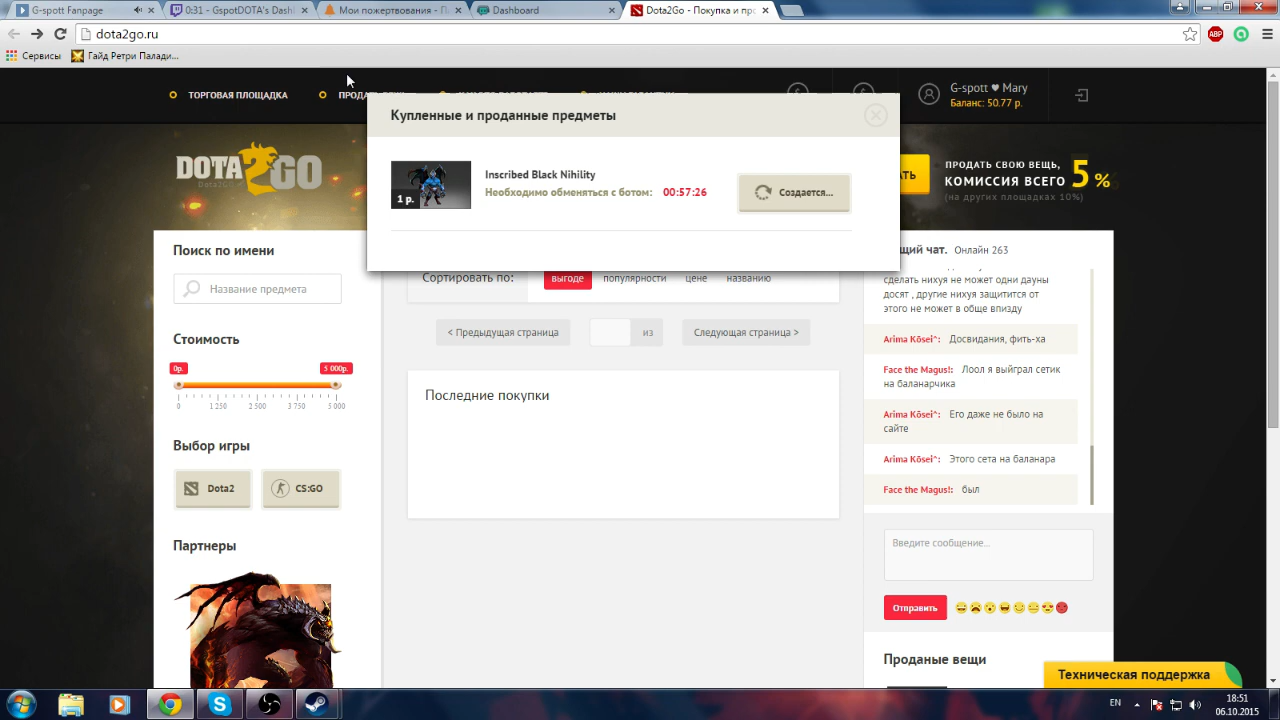 G-spott Fanpage
0:31 - GspotDOTA's Dash
Мои пожертвования - П
Dashboard
Dota2Go - Покупка и пр
dota2go.ru
ABP
Сервисы
Гайд Ретри Палади...
ТОРГОВАЯ ПЛОЩАДКА
G-spott ♥ Mary
Баланс: 50.77 р.
Купленные и проданные предметы
Inscribed Black Nihility
Необходимо обменяться с ботом: 00:57:26
1 р.
Создается...
DOTA2GO
ПРОДАТЬ СВОЮ ВЕЩЬ,
КОМИССИЯ ВСЕГО 5 %
(на других площадках 10%)
Поиск по имени
Название предмета
Стоимость
0р.
5 000р.
0 1 250 2 500 3 750 5 000
Выбор игры
Dota2
CS:GO
Партнеры
Сортировать по:
выгоде
популярности
цене
названию
< Предыдущая страница
из
Следующая страница >
Последние покупки
щий чат. Онлайн 263
сделать нихуя не может одни дауны
досят , другие нихуя защитится от
этого не может в обще впизду
Arima Kōsei^: Досвидания, фить-ха
Face the Magus!: Лоол я выйграл сетик
на баланарчика
Arima Kōsei^: Его даже не было на
сайте
Arima Kōsei^: Этого сета на баланара
Face the Magus!: был
Введите сообщение...
Отправить
Проданые вещи
Техническая поддержка
EN
18:51
06.10.2015